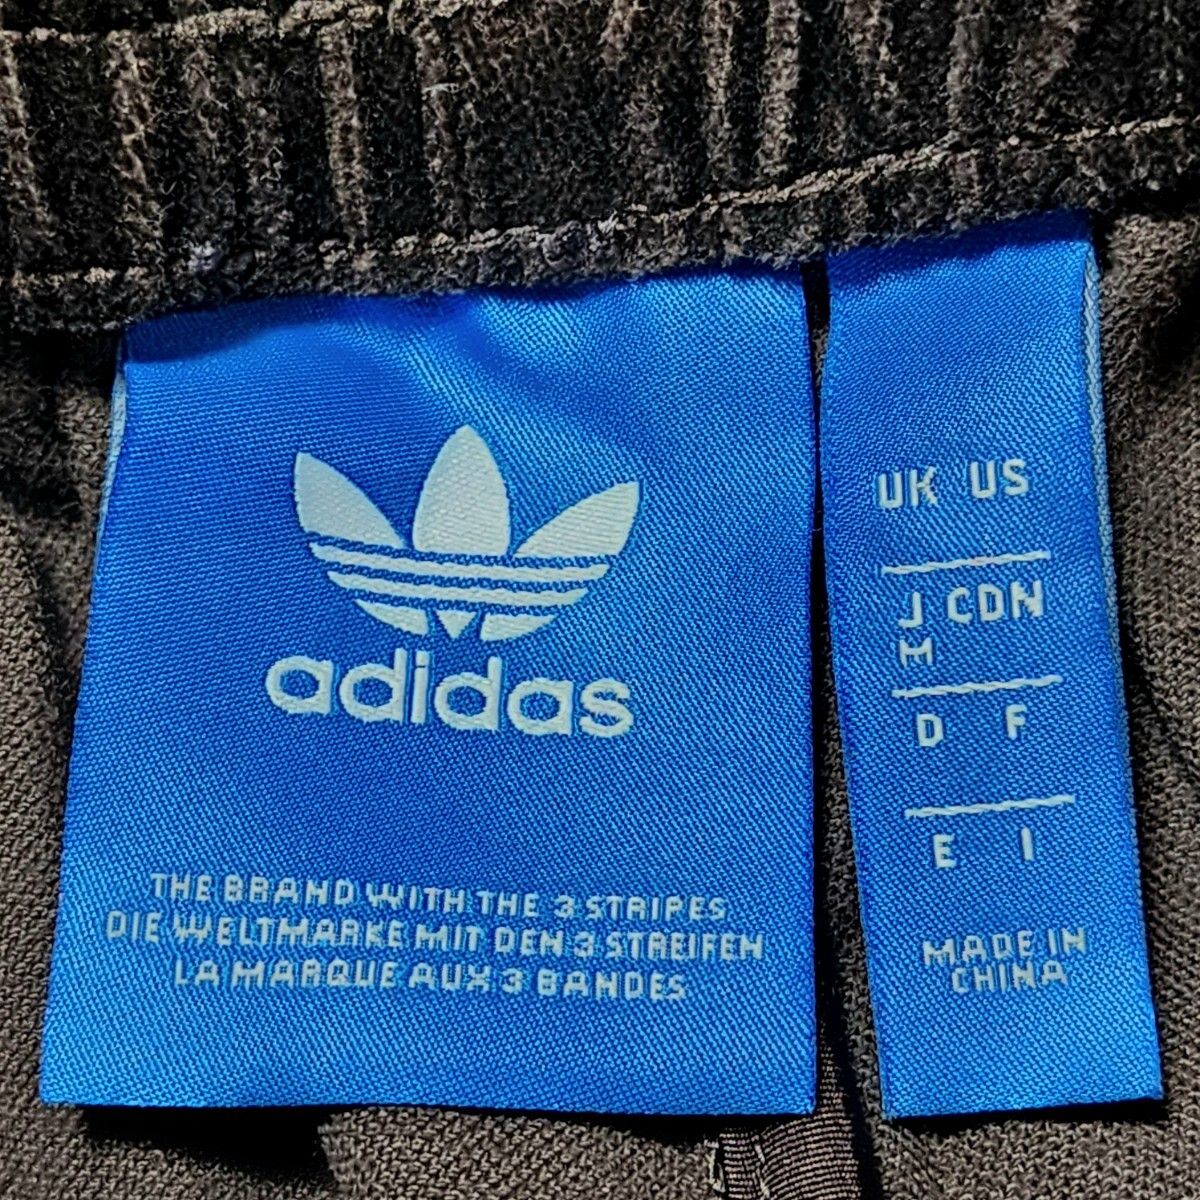 adidas
THE BRAND WITH THE 3 STRIPES
DIE WELTMARKE MIT DEN 3 STREIFEN
LA MARQUE AUX 3 BANDES
UK US
J CDN
M
D F
E I
MADE IN
CHINA